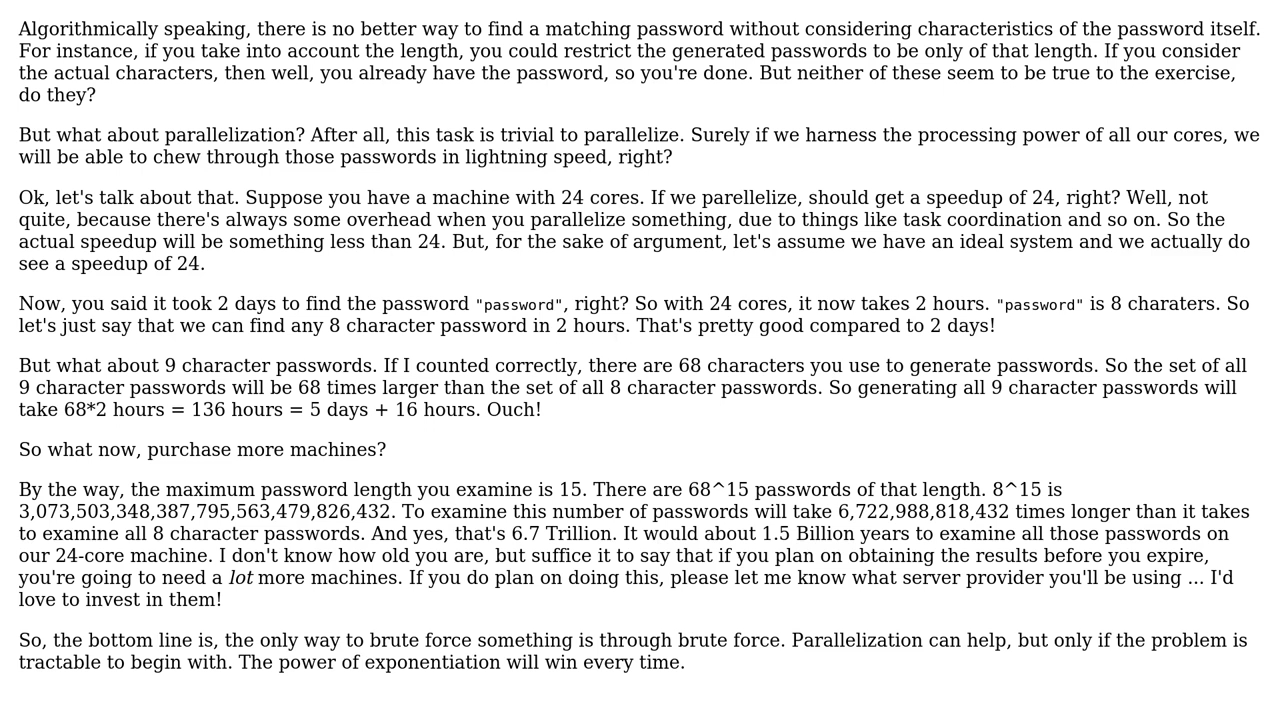 Algorithmically speaking, there is no better way to find a matching password without considering characteristics of the password itself.
For instance, if you take into account the length, you could restrict the generated passwords to be only of that length. If you consider
the actual characters, then well, you already have the password, so you're done. But neither of these seem to be true to the exercise,
do they?
But what about parallelization? After all, this task is trivial to parallelize. Surely if we harness the processing power of all our cores, we
will be able to chew through those passwords in lightning speed, right?
Ok, let's talk about that. Suppose you have a machine with 24 cores. If we parellelize, should get a speedup of 24, right? Well, not
quite, because there's always some overhead when you parallelize something, due to things like task coordination and so on. So the
actual speedup will be something less than 24. But, for the sake of argument, let's assume we have an ideal system and we actually do
see a speedup of 24.
Now, you said it took 2 days to find the password "password", right? So with 24 cores, it now takes 2 hours. "password" is 8 charaters. So
let's just say that we can find any 8 character password in 2 hours. That's pretty good compared to 2 days!
But what about 9 character passwords. If I counted correctly, there are 68 characters you use to generate passwords. So the set of all
9 character passwords will be 68 times larger than the set of all 8 character passwords. So generating all 9 character passwords will
take 68*2 hours = 136 hours = 5 days + 16 hours. Ouch!
So what now, purchase more machines?
By the way, the maximum password length you examine is 15. There are 68^15 passwords of that length. 8^15 is
3,073,503,348,387,795,563,479,826,432. To examine this number of passwords will take 6,722,988,818,432 times longer than it takes
to examine all 8 character passwords. And yes, that's 6.7 Trillion. It would about 1.5 Billion years to examine all those passwords on
our 24-core machine. I don't know how old you are, but suffice it to say that if you plan on obtaining the results before you expire,
you're going to need a lot more machines. If you do plan on doing this, please let me know what server provider you'll be using ... I'd
love to invest in them!
So, the bottom line is, the only way to brute force something is through brute force. Parallelization can help, but only if the problem is
tractable to begin with. The power of exponentiation will win every time.